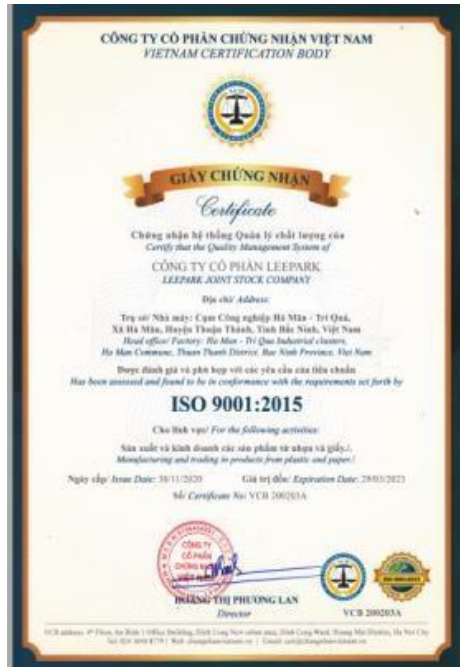 CÔNG TY CỔ PHẦN CHỨNG NHẬN VIỆT NAM
VIETNAM CERTIFICATION BODY
GIẤY CHỨNG NHẬN
Certificate
Chứng nhận hệ thống Quản lý chất lượng của
Certify that the Quality Management System of
CÔNG TY CỔ PHẦN LEEPARK
LEEPARK JOINT STOCK COMPANY
Địa chỉ/ Address:
Trụ sở/ Nhà máy: Cụm Công nghiệp Hà Mãn - Trí Quả,
Xã Hà Mãn, Huyện Thuận Thành, Tỉnh Bắc Ninh, Việt Nam
Head office/ Factory: Ha Man - Tri Qua Industrial clusters,
Ha Man Commune, Thuan Thanh District, Bac Ninh Province, Viet Nam
Được đánh giá và phù hợp với các yêu cầu của tiêu chuẩn
Has been assessed and found to be in conformance with the requirements set forth by
ISO 9001:2015
Cho lĩnh vực/ For the following activities:
Sản xuất và kinh doanh các sản phẩm từ nhựa và giấy./.
Manufacturing and trading in products from plastic and paper./
Ngày cấp/ Issue Date: 30/11/2020 Giá trị đến/ Expiration Date: 29/03/2023
Số/ Certificate No: VCB 200203A
CÔNG TY
CỔ PHẦN
CHỨNG NHẬN
VIỆT NAM
HOÀNG THỊ PHƯƠNG LAN
Director
VCB 200203A